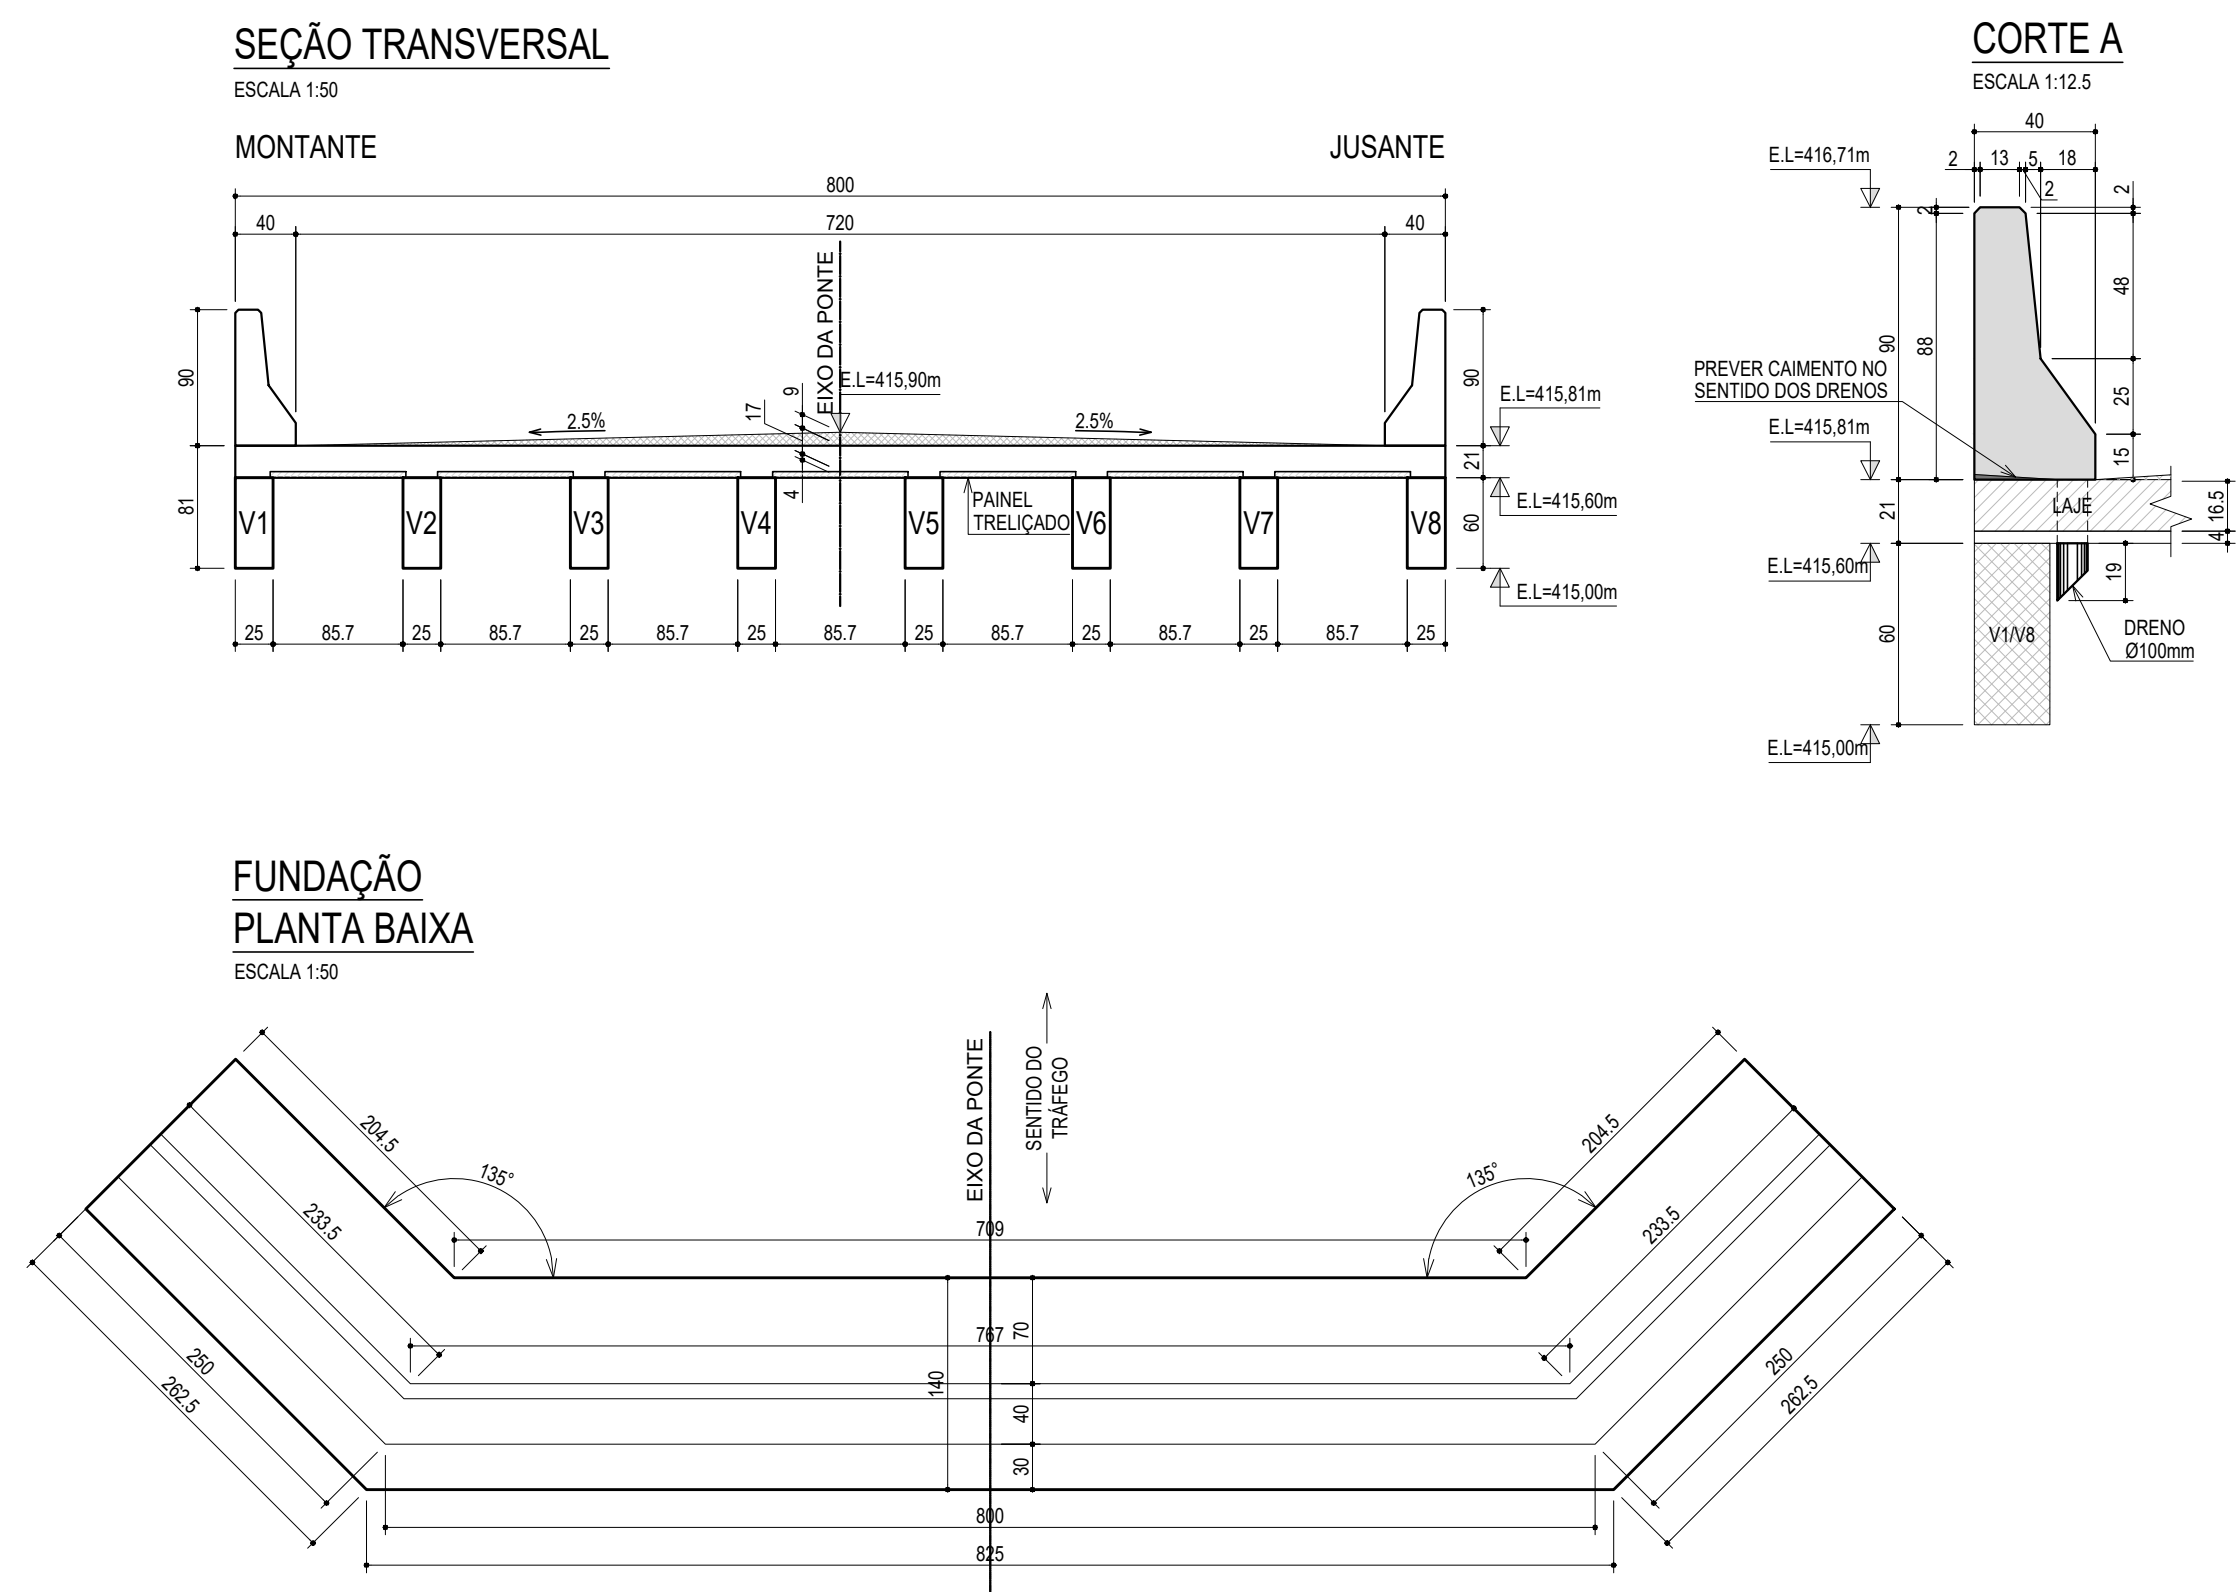 SEÇÃO TRANSVERSAL
ESCALA 1:50
MONTANTE
JUSANTE
800
40
720
40
EIXO DA PONTE
E.L=415,90m
9
17
4
2.5%
2.5%
90
81
90
21
60
E.L=415,81m
E.L=415,60m
E.L=415,00m
PAINEL
TRELIÇADO
V1
V2
V3
V4
V5
V6
V7
V8
25
85.7
25
85.7
25
85.7
25
85.7
25
85.7
25
85.7
25
85.7
25
CORTE A
ESCALA 1:12.5
40
2
13
5
18
2
2
E.L=416,71m
2
90
88
48
25
15
PREVER CAIMENTO NO
SENTIDO DOS DRENOS
E.L=415,81m
21
LAJE
16.5
4
E.L=415,60m
19
60
V1/V8
DRENO
Ø100mm
E.L=415,00m
FUNDAÇÃO
PLANTA BAIXA
ESCALA 1:50
EIXO DA PONTE
SENTIDO DO
TRÁFEGO
204.5
135°
233.5
250
262.5
709
767
140
70
40
30
800
825
204.5
135°
233.5
250
262.5